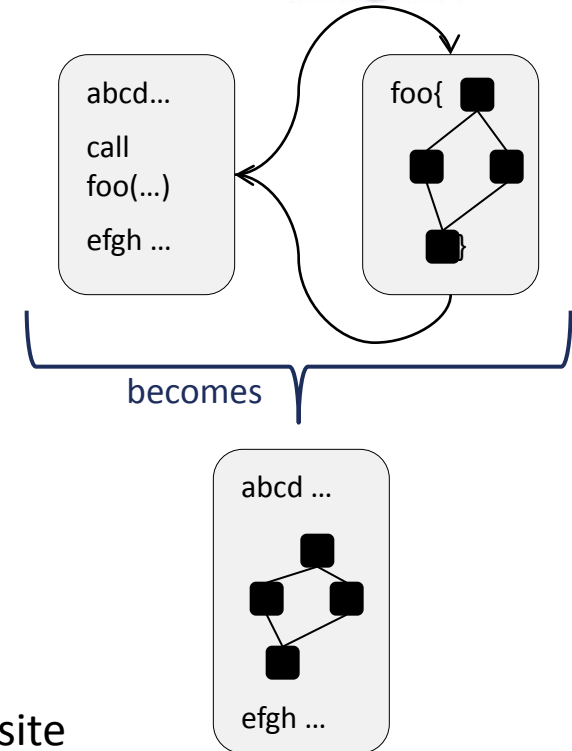 abcd...
call
foo(...)
efgh ...
foo{
}
becomes
abcd ...
efgh ...
site